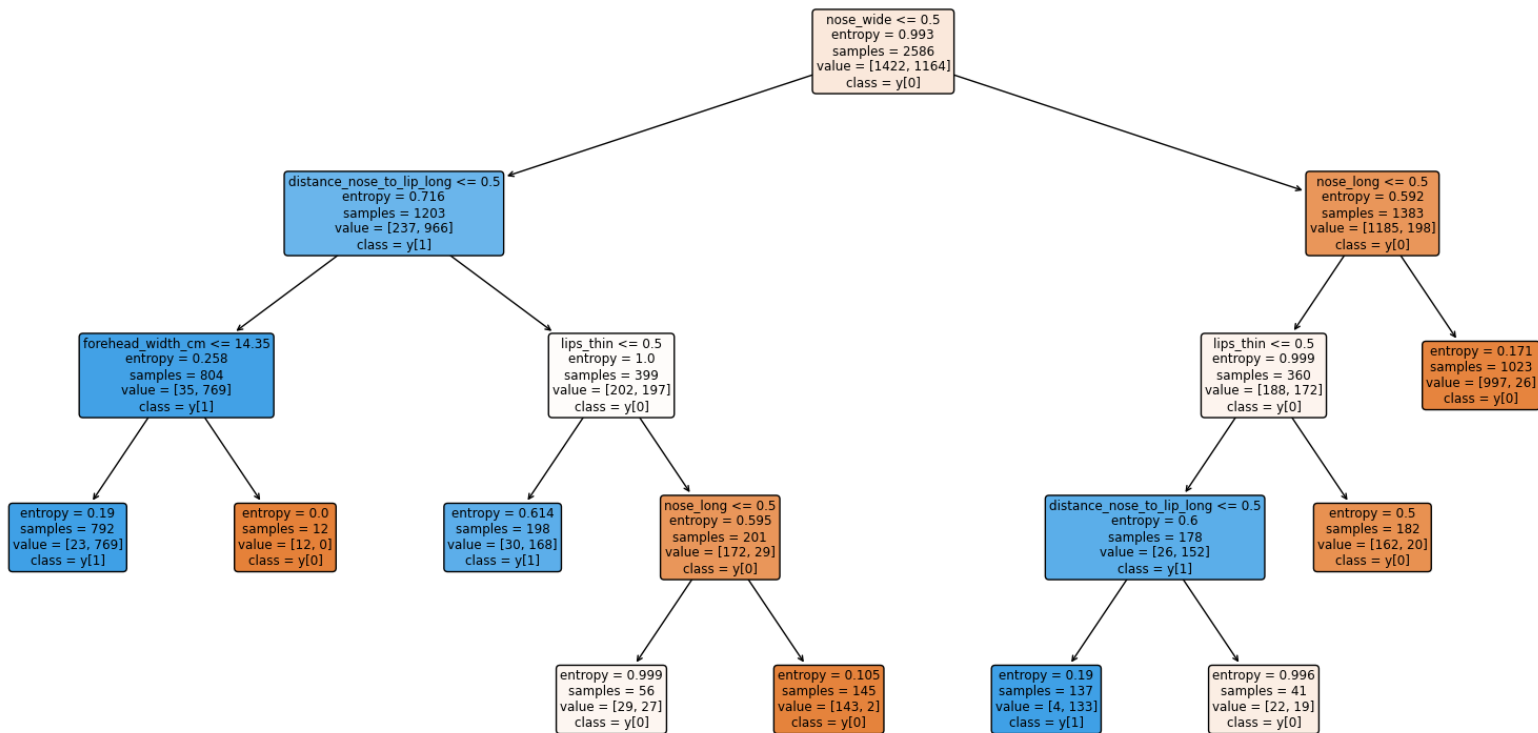 nose_wide <= 0.5
entropy = 0.993
samples = 2586
value = [1422, 1164]
class = y[0]
distance_nose_to_lip_long <= 0.5
entropy = 0.716
samples = 1203
value = [237, 966]
class = y[1]
nose_long <= 0.5
entropy = 0.592
samples = 1383
value = [1185, 198]
class = y[0]
forehead_width_cm <= 14.35
entropy = 0.258
samples = 804
value = [35, 769]
class = y[1]
lips_thin <= 0.5
entropy = 1.0
samples = 399
value = [202, 197]
class = y[0]
lips_thin <= 0.5
entropy = 0.999
samples = 360
value = [188, 172]
class = y[0]
entropy = 0.171
samples = 1023
value = [997, 26]
class = y[0]
entropy = 0.19
samples = 792
value = [23, 769]
class = y[1]
entropy = 0.0
samples = 12
value = [12, 0]
class = y[0]
entropy = 0.614
samples = 198
value = [30, 168]
class = y[1]
nose_long <= 0.5
entropy = 0.595
samples = 201
value = [172, 29]
class = y[0]
distance_nose_to_lip_long <= 0.5
entropy = 0.6
samples = 178
value = [26, 152]
class = y[1]
entropy = 0.5
samples = 182
value = [162, 20]
class = y[0]
entropy = 0.999
samples = 56
value = [29, 27]
class = y[0]
entropy = 0.105
samples = 145
value = [143, 2]
class = y[0]
entropy = 0.19
samples = 137
value = [4, 133]
class = y[1]
entropy = 0.996
samples = 41
value = [22, 19]
class = y[0]